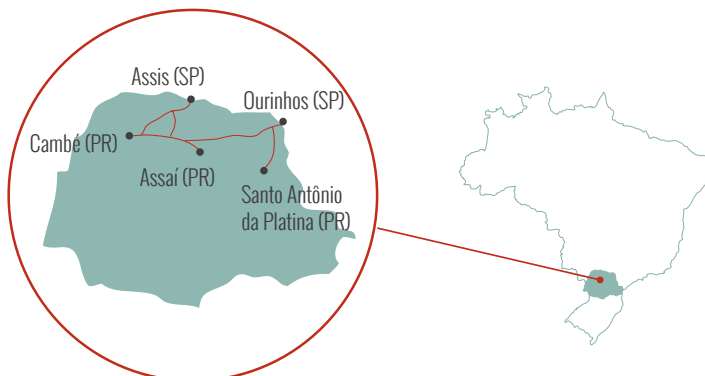 Assis (SP)
Ourinhos (SP)
Cambé (PR)
Assaí (PR)
Santo Antônio
da Platina (PR)